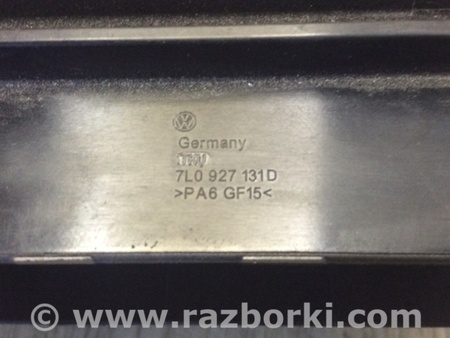 Germany
7L0 927 131D
>PA6 GF15<
© www.razborki.com